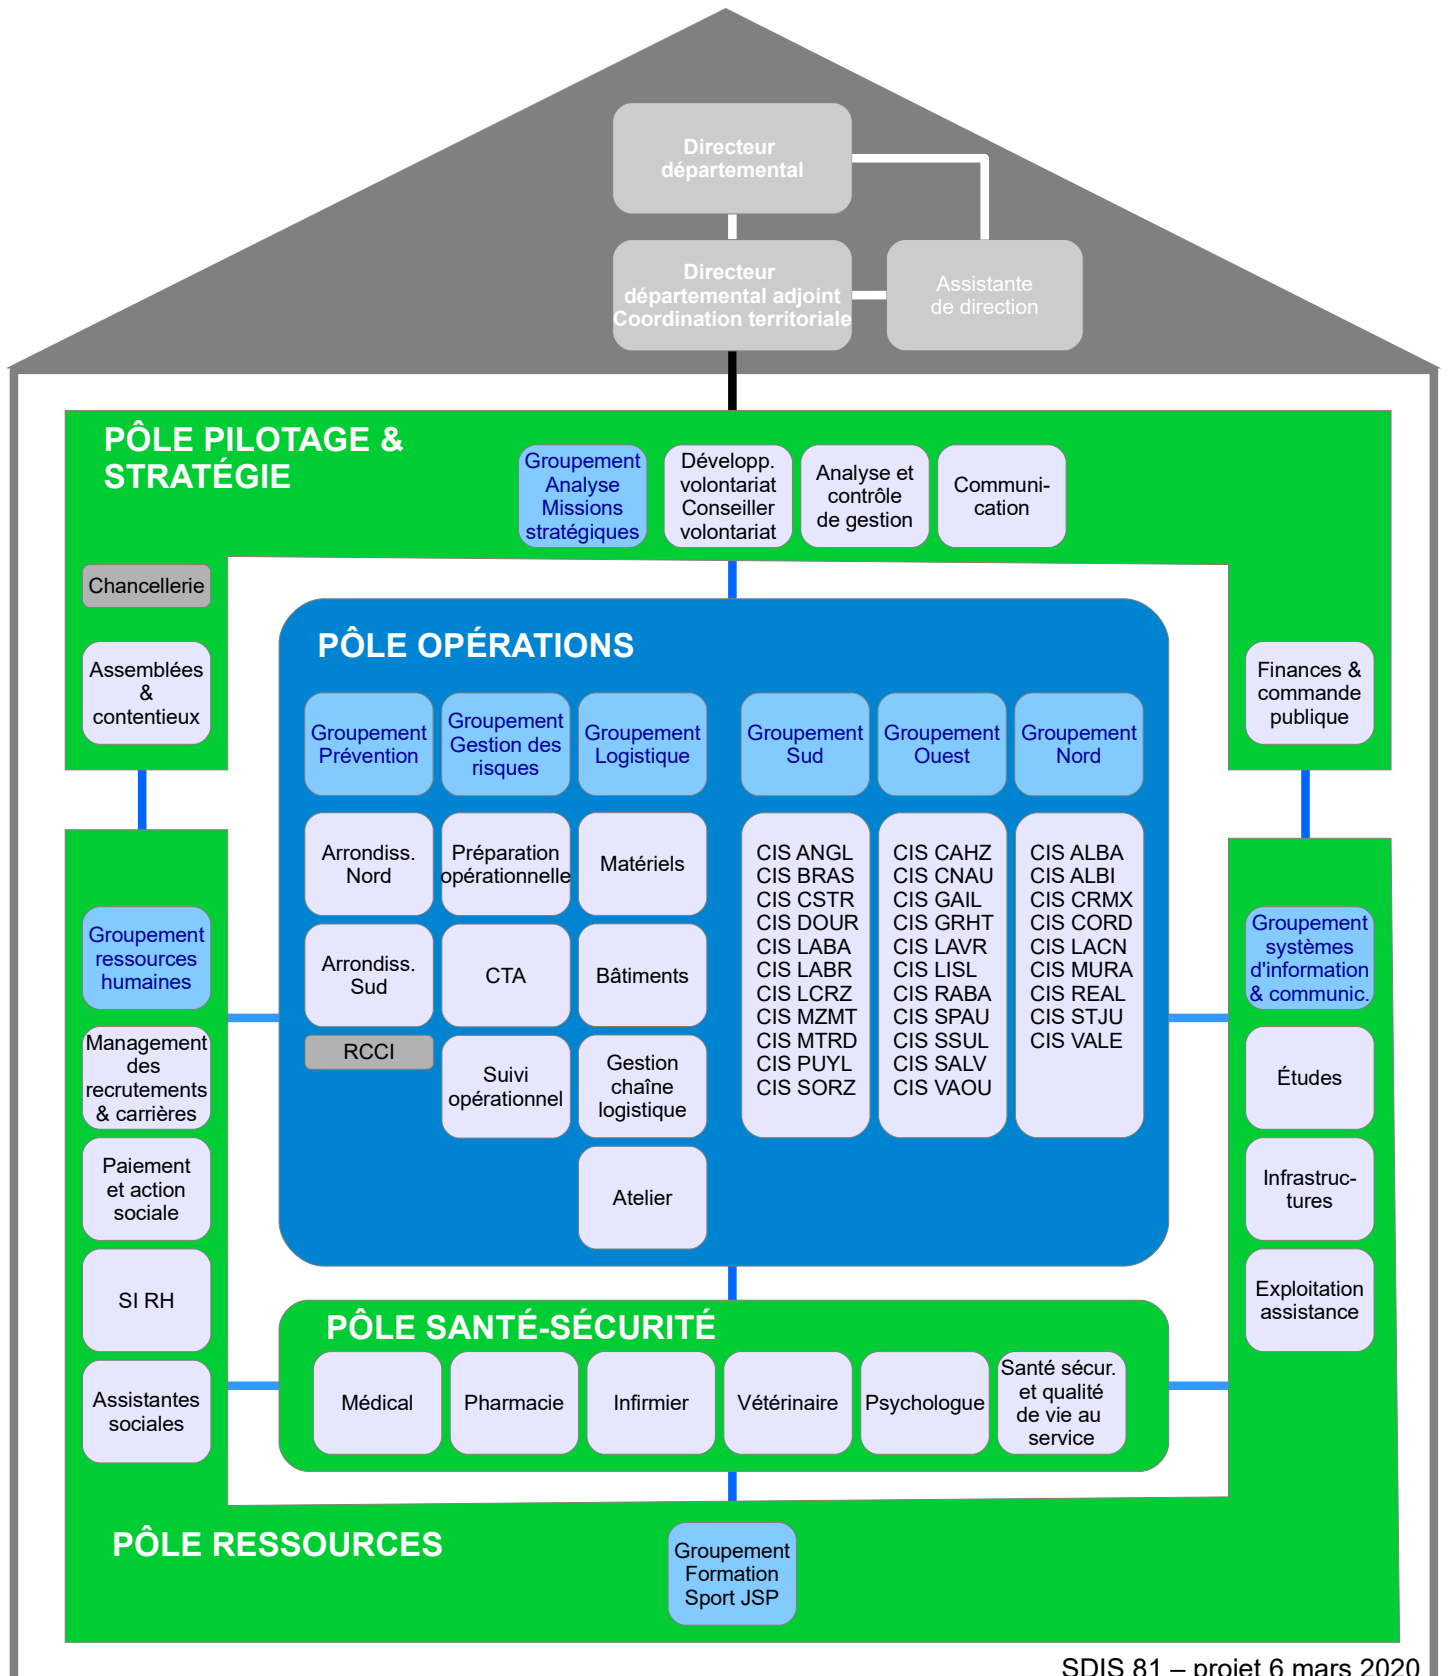 Directeur
départemental
Directeur
départemental adjoint
Coordination territoriale
Assistante
de direction
PÔLE PILOTAGE &
STRATÉGIE
Groupement
Analyse
Missions
stratégiques
Développ.
volontariat
Conseiller
volontariat
Analyse et
contrôle
de gestion
Communi-
cation
Chancellerie
Assemblées
&
contentieux
Finances &
commande
publique
PÔLE OPÉRATIONS
Groupement
Prévention
Groupement
Gestion des
risques
Groupement
Logistique
Groupement
Sud
Groupement
Ouest
Groupement
Nord
Arrondiss.
Nord
Arrondiss.
Sud
RCCI
Préparation
opérationnelle
CTA
Suivi
opérationnel
Matériels
Bâtiments
Gestion
chaîne
logistique
Atelier
CIS ANGL
CIS BRAS
CIS CSTR
CIS DOUR
CIS LABA
CIS LABR
CIS LCRZ
CIS MZMT
CIS MTRD
CIS PUYL
CIS SORZ
CIS CAHZ
CIS CNAU
CIS GAIL
CIS GRHT
CIS LAVR
CIS LISL
CIS RABA
CIS SPAU
CIS SSUL
CIS SALV
CIS VAOU
CIS ALBA
CIS ALBI
CIS CRMX
CIS CORD
CIS LACN
CIS MURA
CIS REAL
CIS STJU
CIS VALE
Groupement
ressources
humaines
Management
des
recrutements
& carrières
Paiement
et action
sociale
SI RH
Assistantes
sociales
Groupement
systèmes
d'information
& communic.
Études
Infrastruc-
tures
Exploitation
assistance
PÔLE SANTÉ-SÉCURITÉ
Médical
Pharmacie
Infirmier
Vétérinaire
Psychologue
Santé sécur.
et qualité
de vie au
service
PÔLE RESSOURCES
Groupement
Formation
Sport JSP
SDIS 81 – projet 6 mars 2020